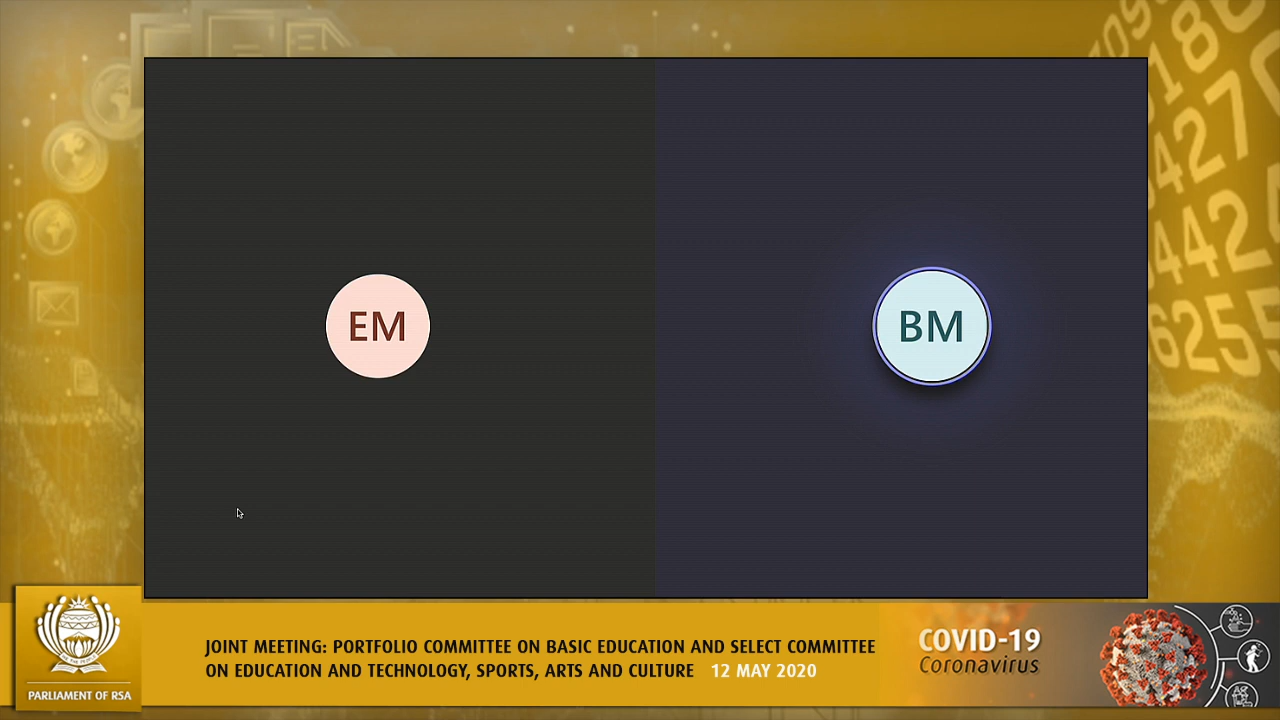 EM
BM
JOINT MEETING: PORTFOLIO COMMITTEE ON BASIC EDUCATION AND SELECT COMMITTEE
ON EDUCATION AND TECHNOLOGY, SPORTS, ARTS AND CULTURE 12 MAY 2020
COVID-19
Coronavirus
PARLIAMENT OF RSA